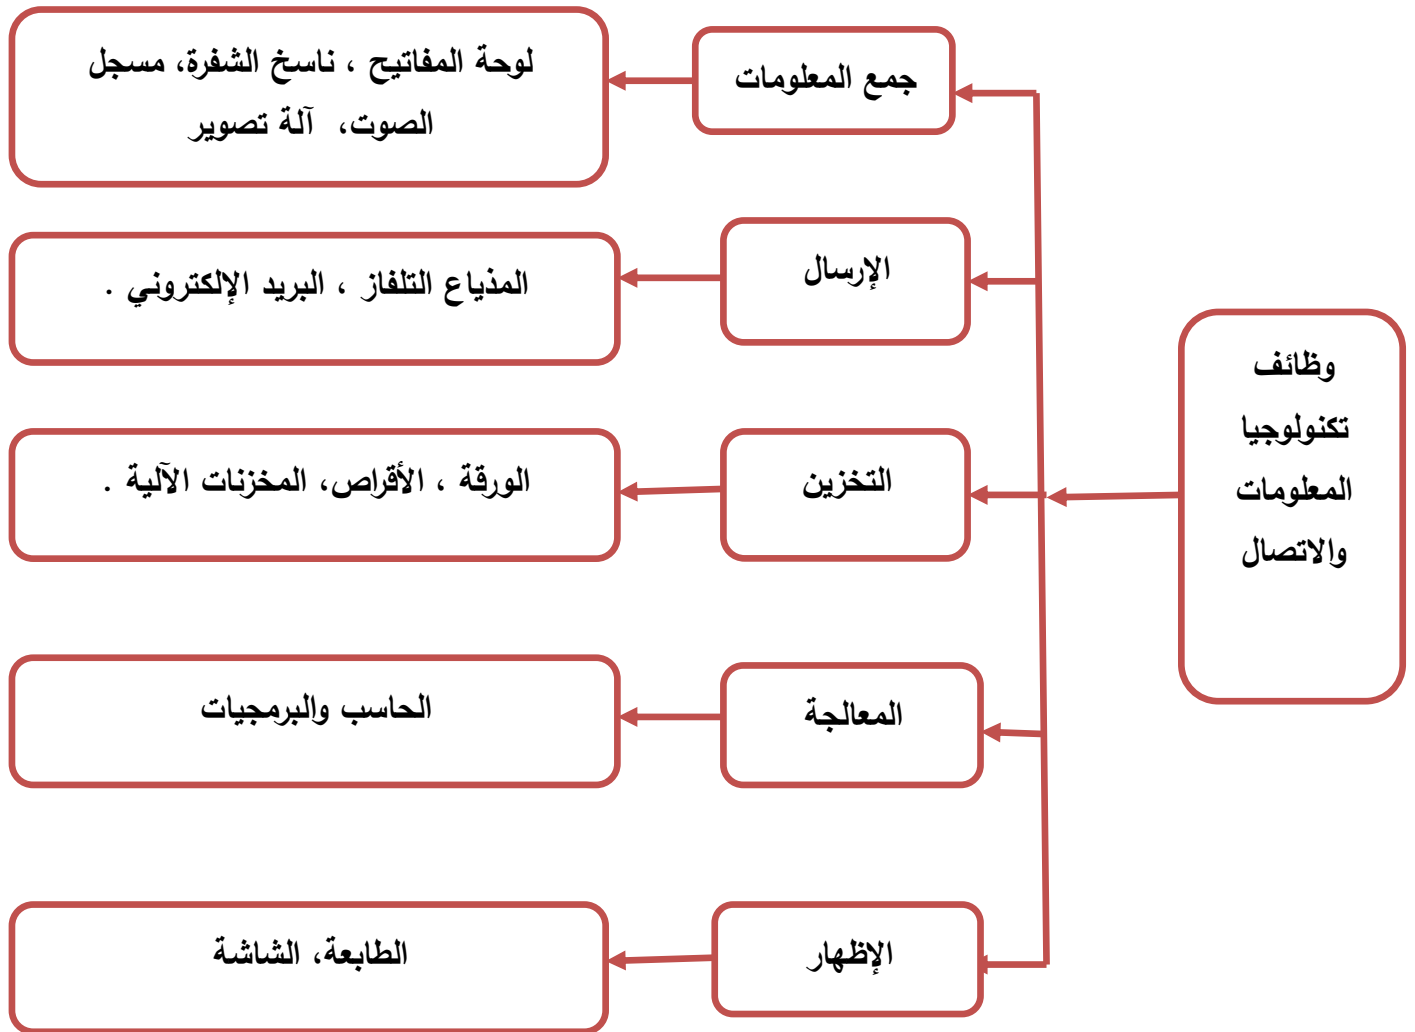 وظائف
تكنولوجيا
المعلومات
والاتصال
جمع المعلومات
لوحة المفاتيح ، ناسخ الشفرة، مسجل
الصوت، آلة تصوير
الإرسال
المذياع التلفاز ، البريد الإلكتروني .
التخزين
الورقة ، الأقراص، المخزنات الآلية .
المعالجة
الحاسب والبرمجيات
الإظهار
الطابعة، الشاشة